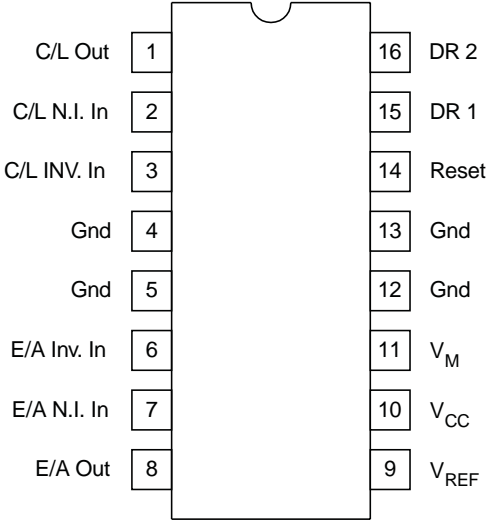 C/L Out 1 16 DR 2
C/L N.I. In 2 15 DR 1
C/L INV. In 3 14 Reset
Gnd 4 13 Gnd
Gnd 5 12 Gnd
E/A Inv. In 6 11 VM
E/A N.I. In 7 10 VCC
E/A Out 8 9 VREF